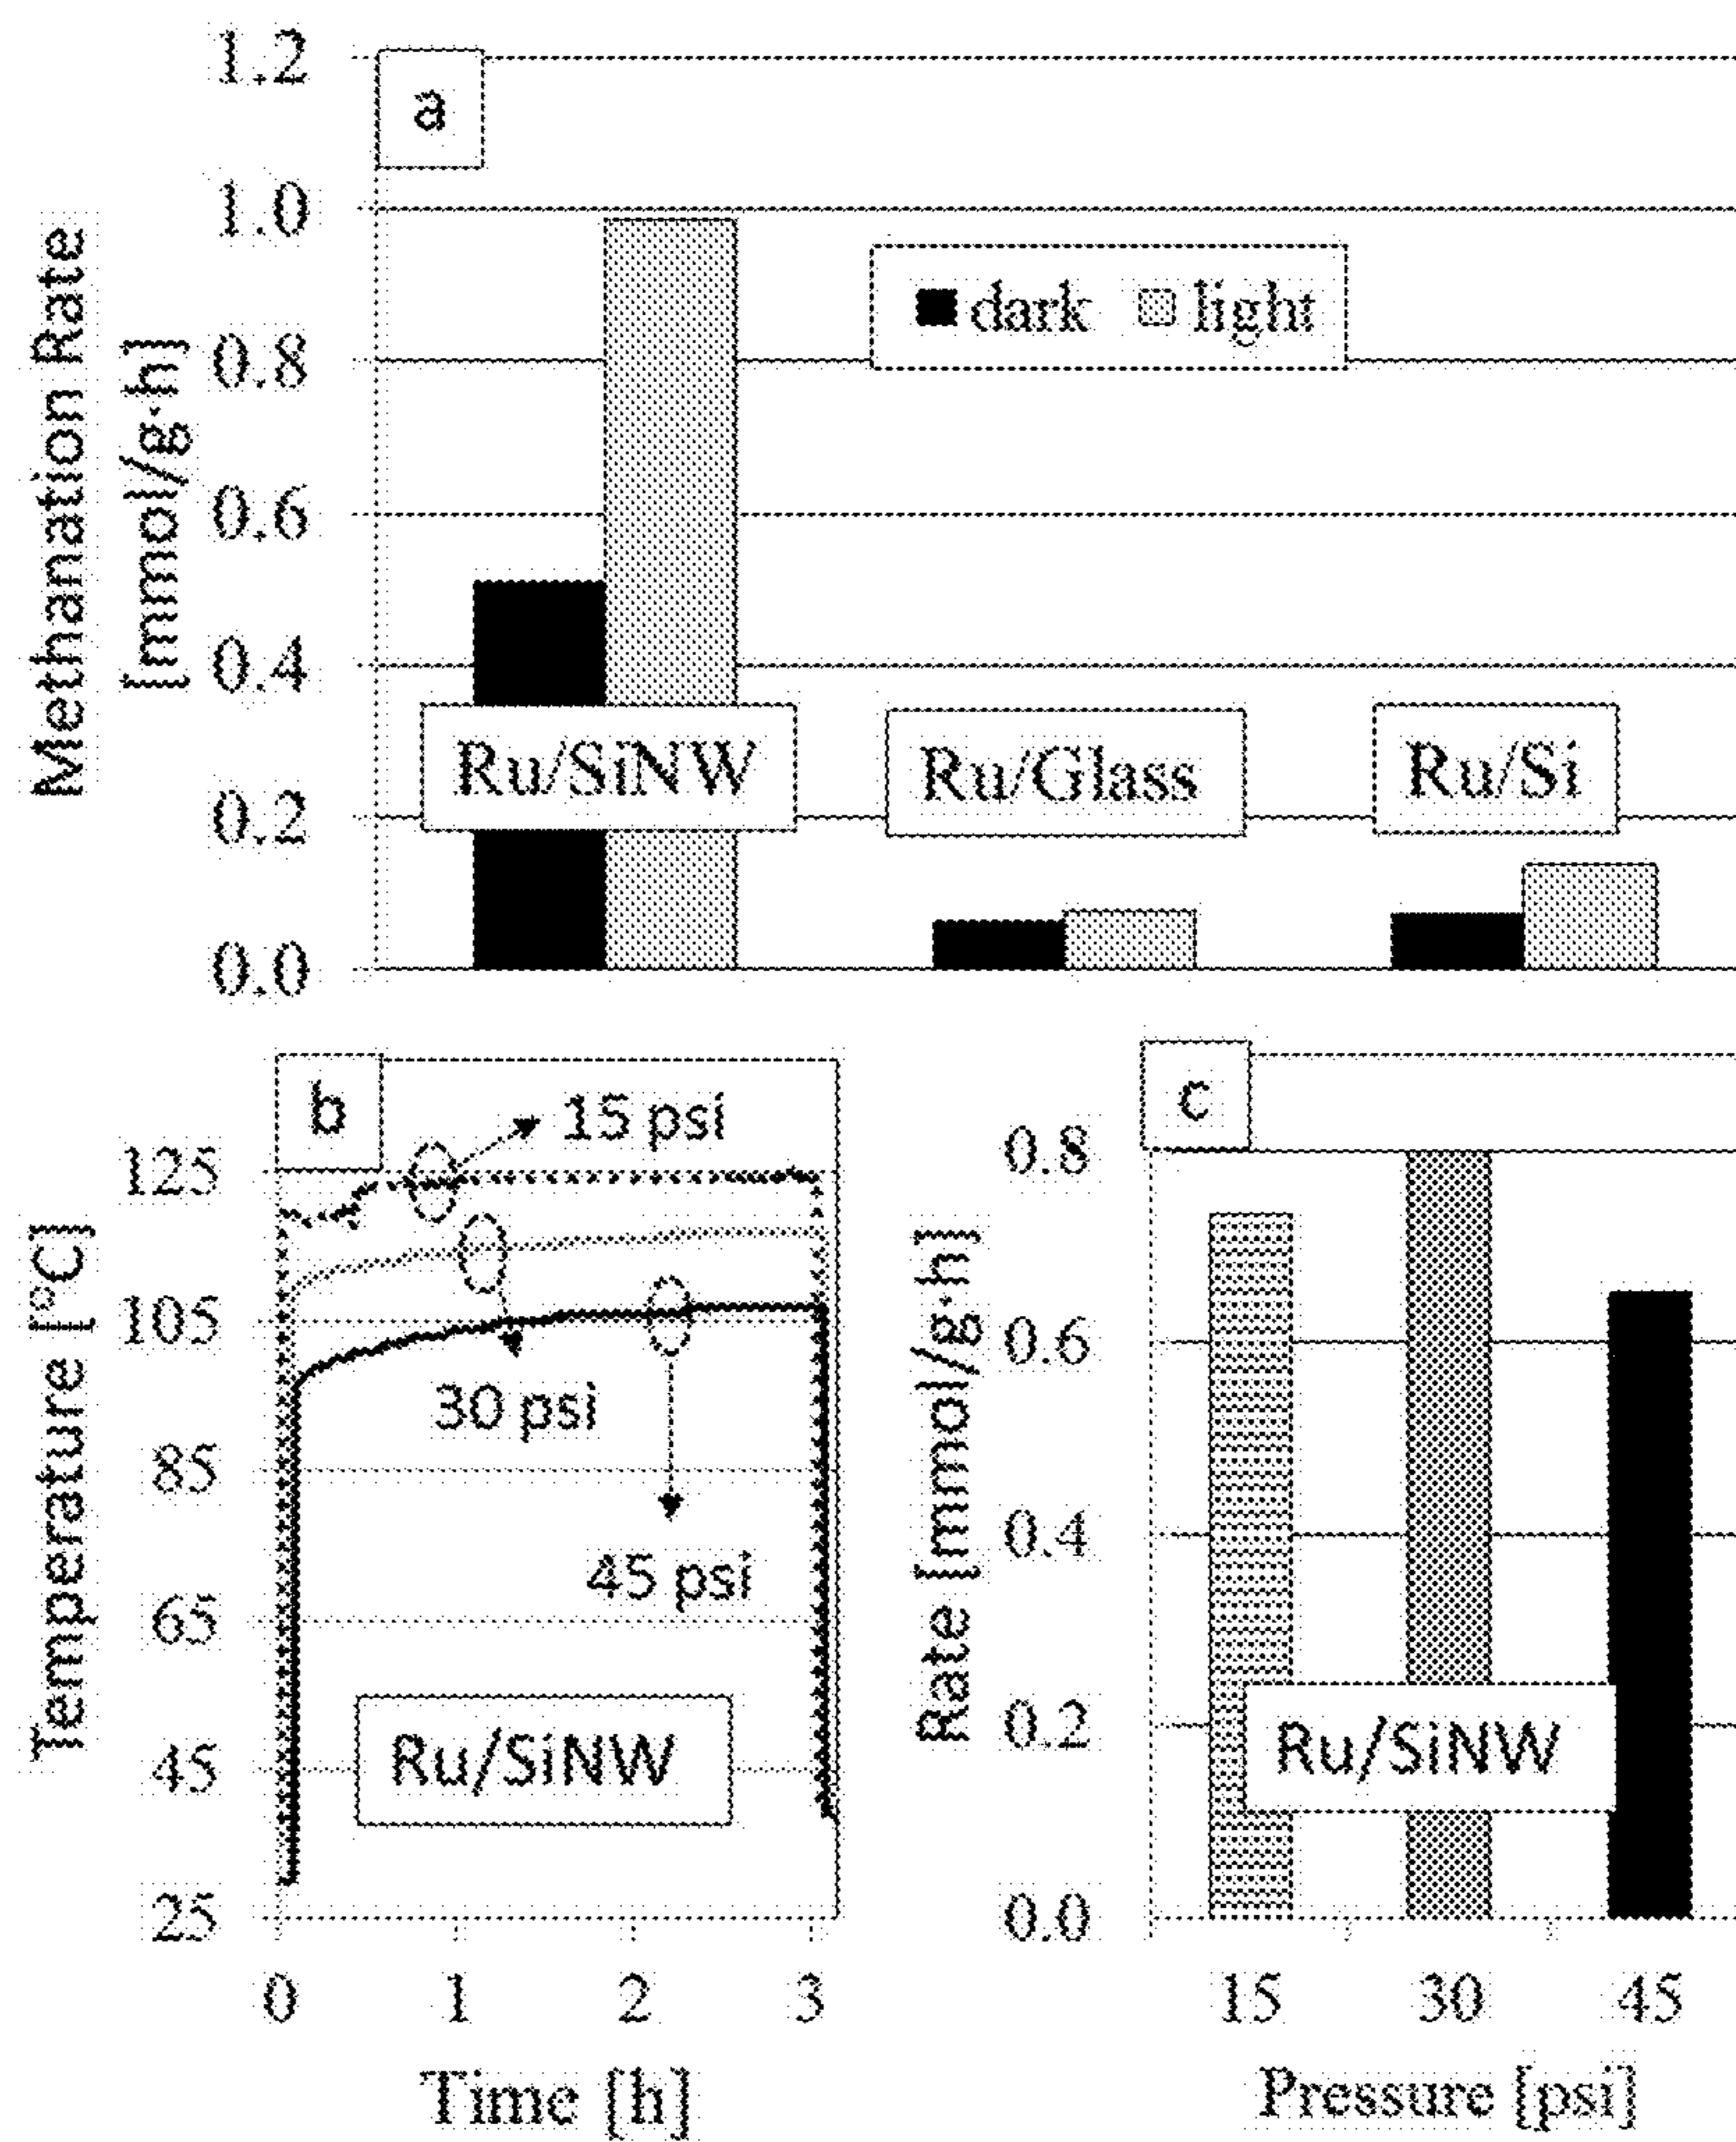 1.2
a
1.0
dark
light
0.8
0.6
0.4
Ru/SiNW
Ru/Glass
Ru/Si
0.2
0.0
Methanation Rate
[mmol/g·h]
b
15 psi
125
105
30 psi
85
45 psi
65
45
Ru/SiNW
25
0
1
2
3
Temperature [°C]
Time [h]
c
0.8
0.6
0.4
0.2
Ru/SiNW
0.0
15
30
45
Rate [mmol/g·h]
Pressure [psi]